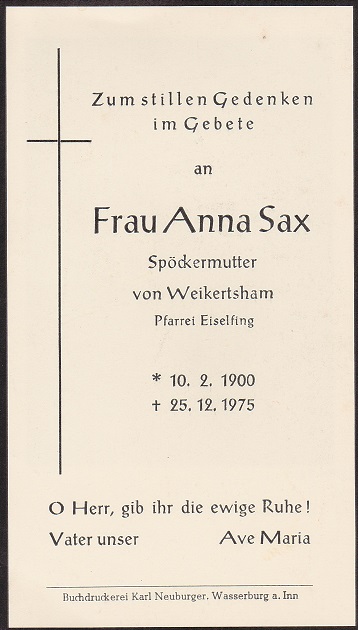 Zum stillen Gedenken
im Gebete
an
Frau Anna Sax
Spöckermutter
von Weikertsham
Pfarrei Eiselfing
* 10. 2. 1900
† 25. 12. 1975
O Herr, gib ihr die ewige Ruhe!
Vater unser Ave Maria
Buchdruckerei Karl Neuburger, Wasserburg a. Inn